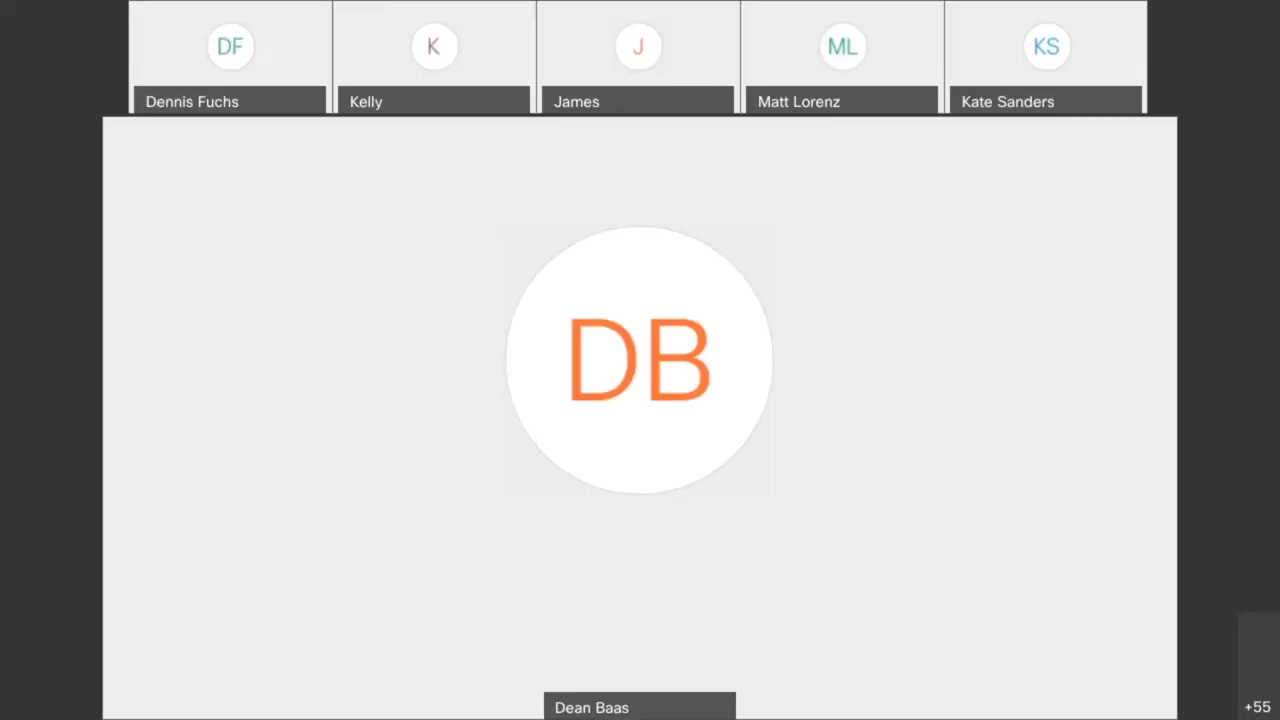 DF
K
J
ML
KS
Dennis Fuchs
Kelly
James
Matt Lorenz
Kate Sanders
DB
Dean Baas
+55